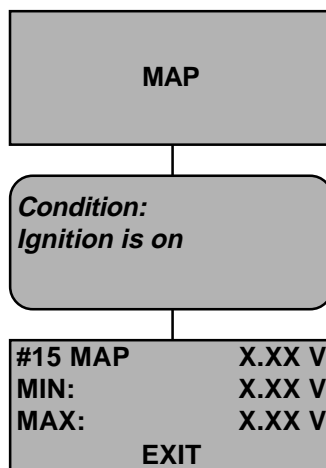 MAP
Condition:
Ignition is on
#15 MAP X.XX V
MIN: X.XX V
MAX: X.XX V
EXIT